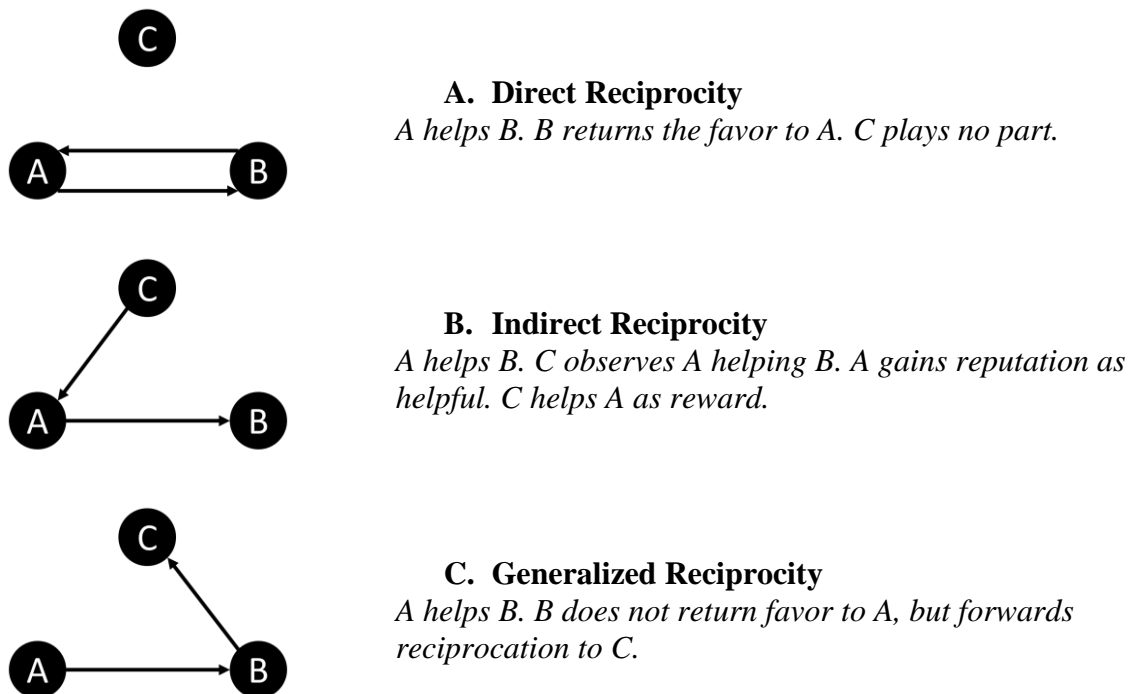 C
A. Direct Reciprocity
A helps B. B returns the favor to A. C plays no part.
A B
C
B. Indirect Reciprocity
A helps B. C observes A helping B. A gains reputation as
helpful. C helps A as reward.
A B
C
C. Generalized Reciprocity
A helps B. B does not return favor to A, but forwards
reciprocation to C.
A B